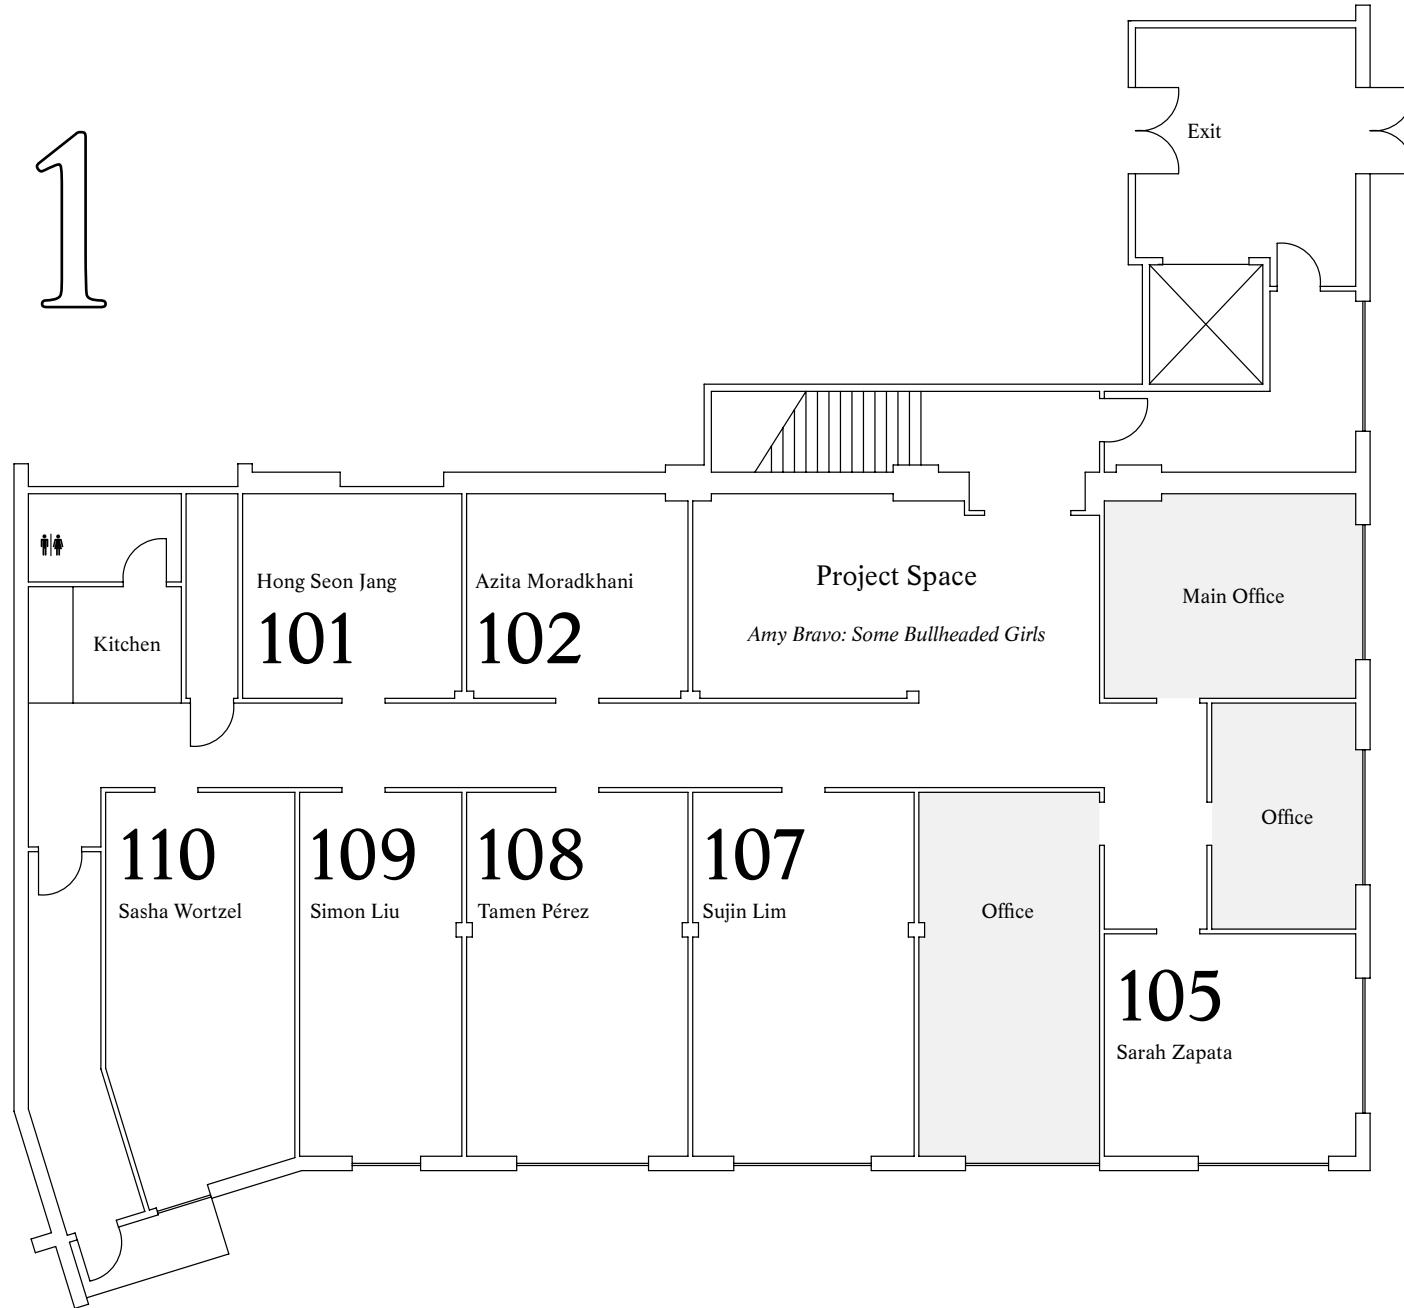 1
Exit
Hong Seon Jang
101
Azita Moradkhani
102
Project Space
Amy Bravo: Some Bullheaded Girls
Main Office
Kitchen
Office
110
Sasha Wortzel
109
Simon Liu
108
Tamen Pérez
107
Sujin Lim
Office
105
Sarah Zapata